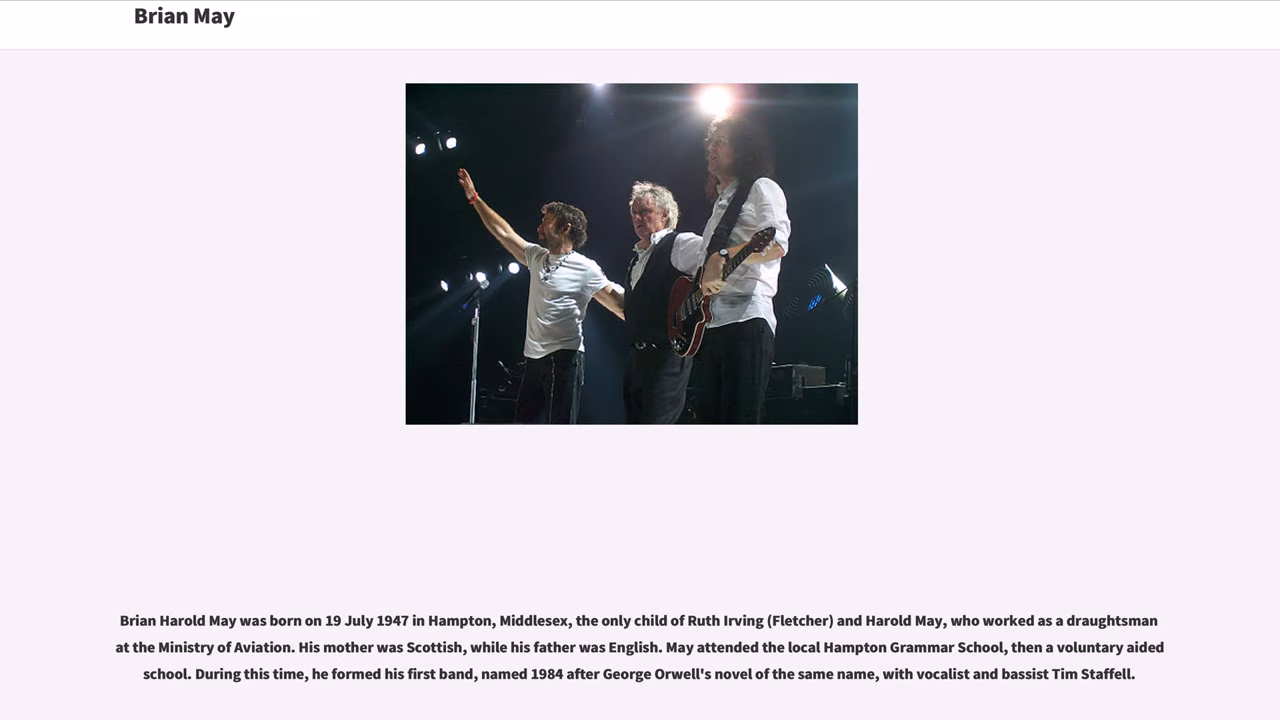 Brian May
Brian Harold May was born on 19 July 1947 in Hampton, Middlesex, the only child of Ruth Irving (Fletcher) and Harold May, who worked as a draughtsman
at the Ministry of Aviation. His mother was Scottish, while his father was English. May attended the local Hampton Grammar School, then a voluntary aided
school. During this time, he formed his first band, named 1984 after George Orwell's novel of the same name, with vocalist and bassist Tim Staffell.